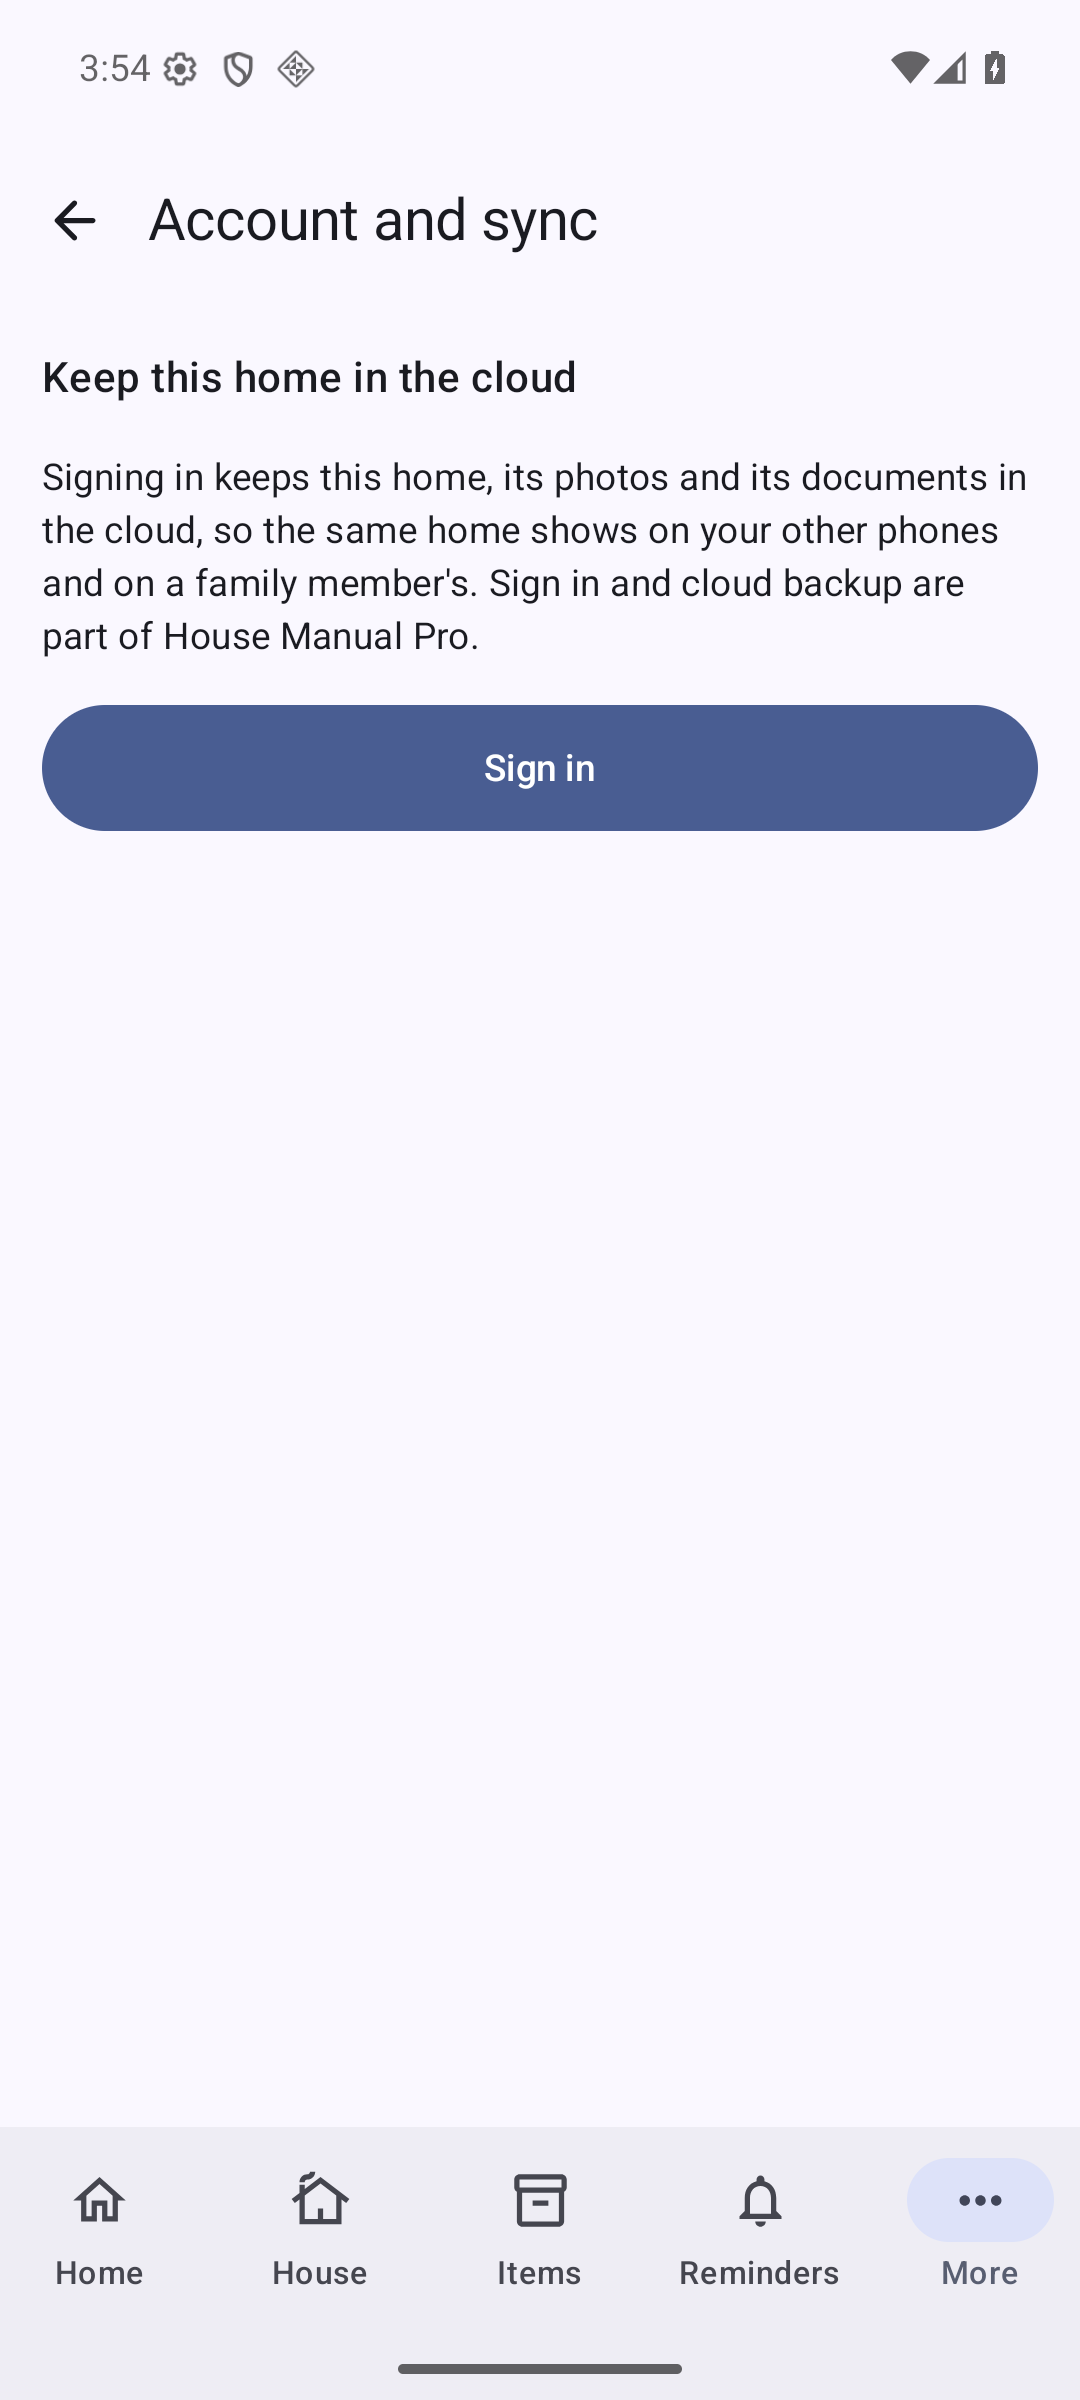 3:54
Account and sync
Keep this home in the cloud
Signing in keeps this home, its photos and its documents in
the cloud, so the same home shows on your other phones
and on a family member's. Sign in and cloud backup are
part of House Manual Pro.
Sign in
Home
House
Items
Reminders
More